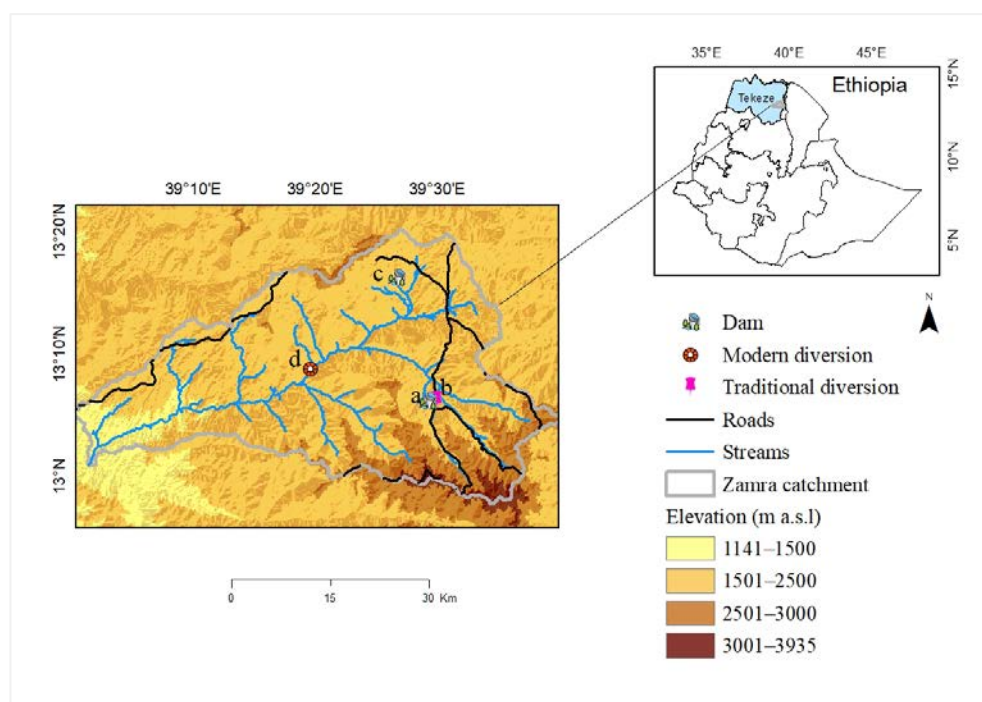 35°E 40°E 45°E
15°N
Ethiopia
Tekeze
10°N
5°N
39°10'E 39°20'E 39°30'E
13°20'N
13°10'N
13°N
c
d
a b
0 15 30 Km
N
Dam
Modern diversion
Traditional diversion
Roads
Streams
Zamra catchment
Elevation (m a.s.l)
1141–1500
1501–2500
2501–3000
3001–3935